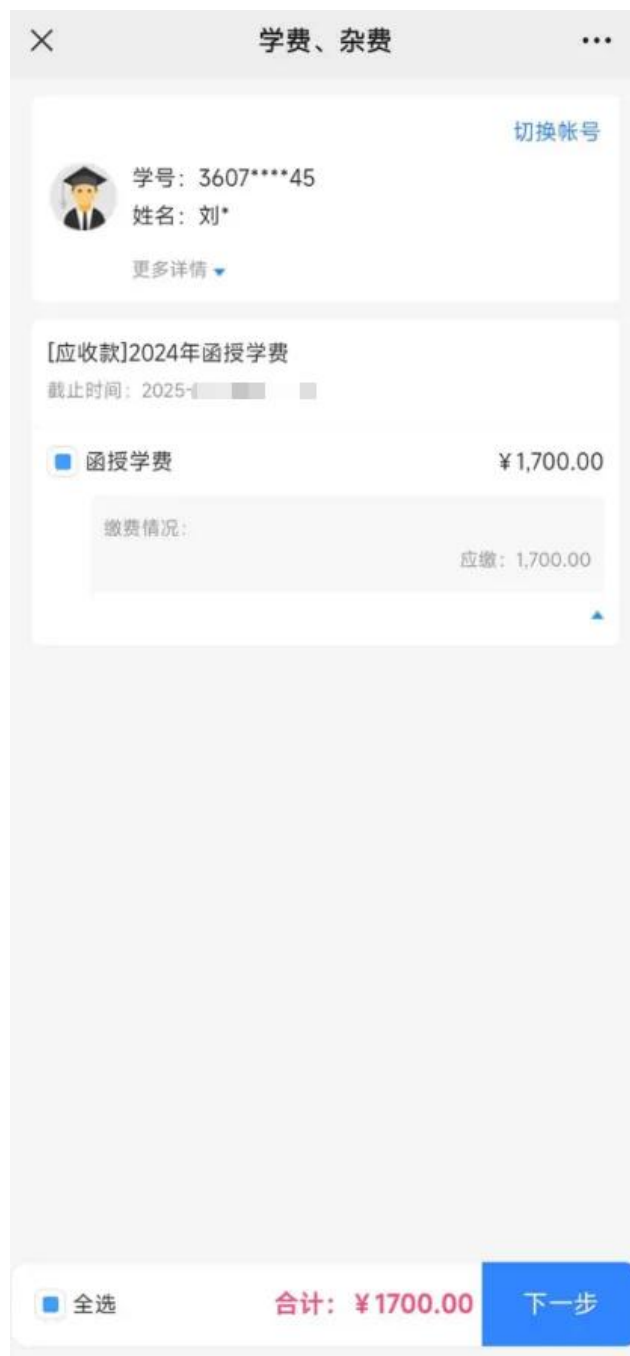 学费、杂费
切换帐号
学号：3607****45
姓名：刘*
更多详情
[应收款]2024年函授学费
截止时间：2025-
函授学费 ¥1,700.00
缴费情况：
应缴：1,700.00
全选 合计：¥1700.00 下一步